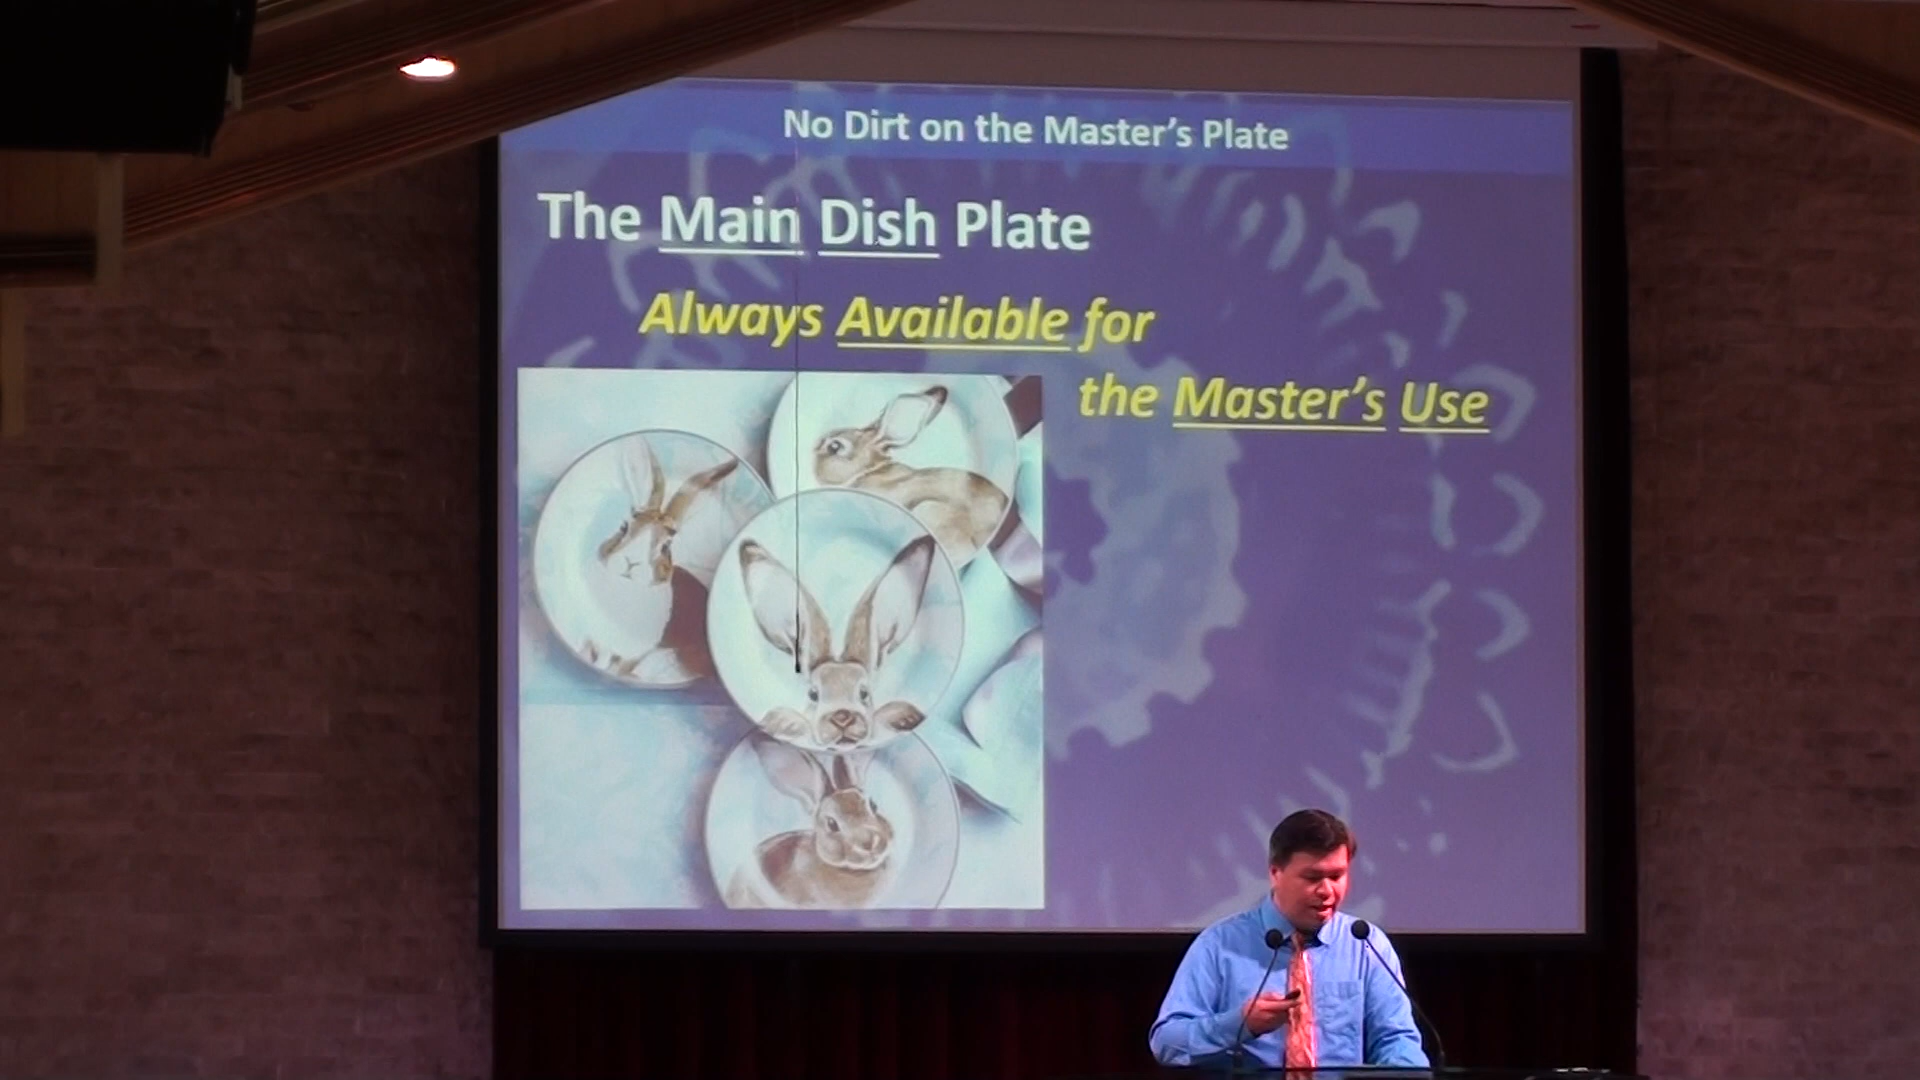 No Dirt on the Master's Plate
The Main Dish Plate
Always Available for
the Master's Use